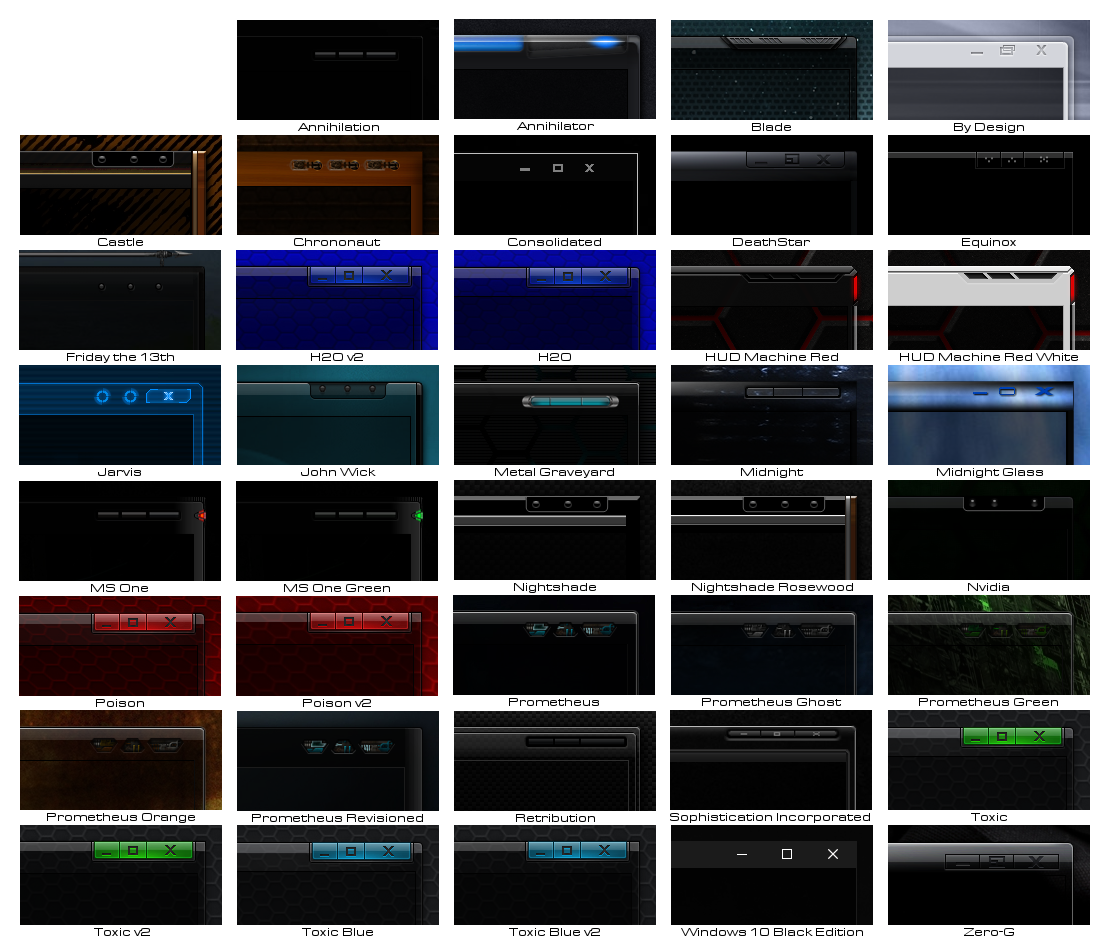 Annihilation
Annihilator
Blade
By Design
Castle
Chrononaut
Consolidated
DeathStar
Equinox
Friday the 13th
H2O v2
H2O
HUD Machine Red
HUD Machine Red White
Jarvis
John Wick
Metal Graveyard
Midnight
Midnight Glass
MS One
MS One Green
Nightshade
Nightshade Rosewood
Nvidia
Poison
Poison v2
Prometheus
Prometheus Ghost
Prometheus Green
Prometheus Orange
Prometheus Revisioned
Retribution
Sophistication Incorporated
Toxic
Toxic v2
Toxic Blue
Toxic Blue v2
Windows 10 Black Edition
Zero-G